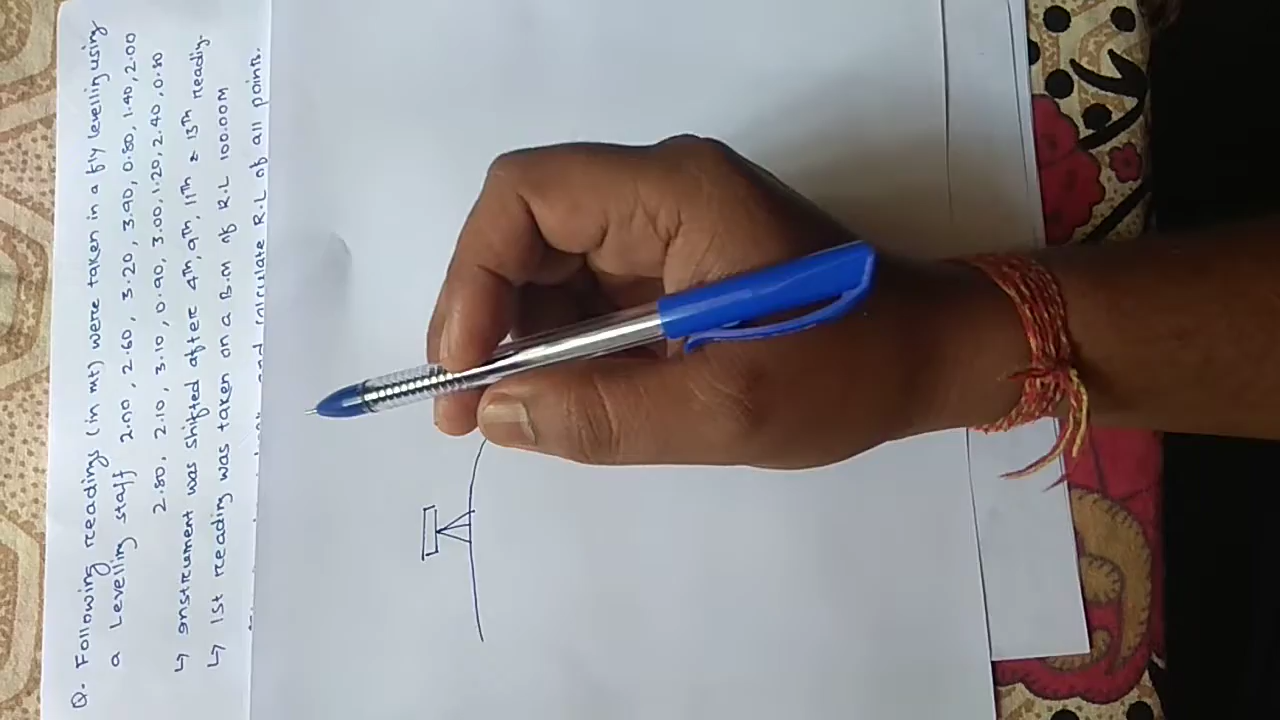 Q. Following readings (in mt) were taken in a fly levelling using
a Levelling staff 2.00, 2.60, 3.20, 3.90, 0.80, 1.40, 2.00
2.80, 2.10, 3.10, 0.90, 3.00, 1.20, 2.40, 0.80
↳ Instrument was shifted after 4th, 9th, 11th & 13th reading.
↳ 1st reading was taken on a B.M of R.L 100.00M
and calculate R.L of all points.